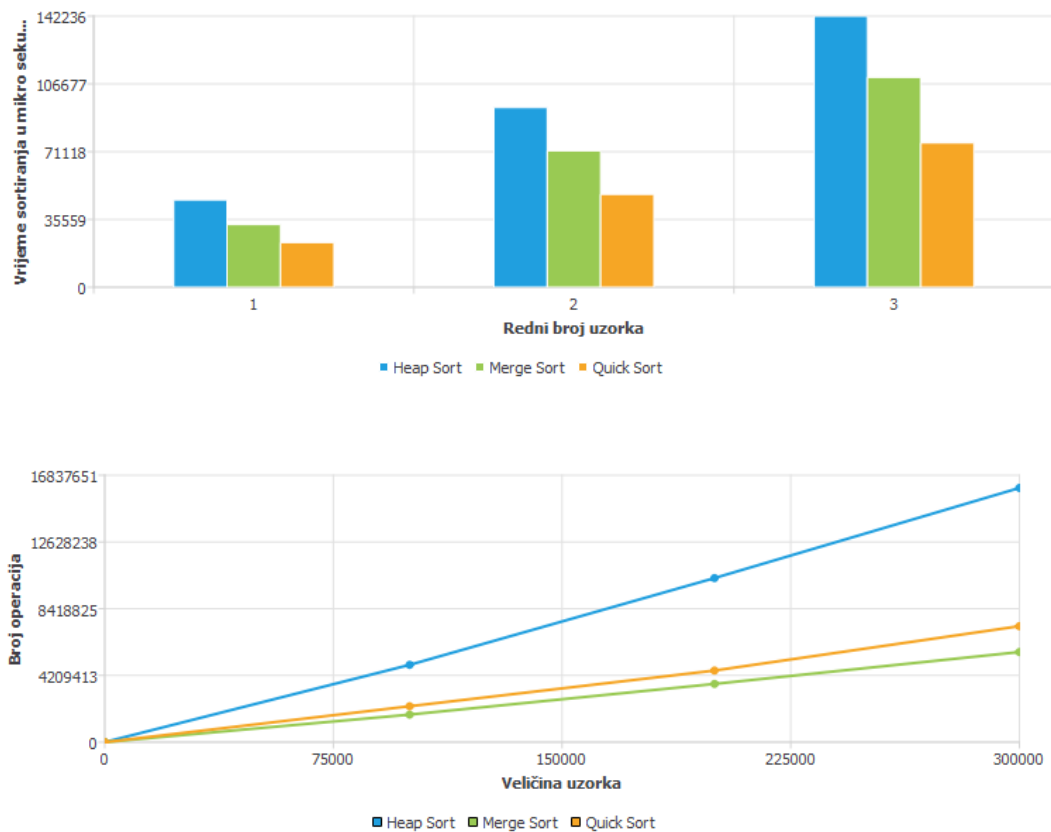 Vrijeme sortiranja u mikro seku...
142236
106677
71118
35559
0
1 2 3
Redni broj uzorka
Heap Sort Merge Sort Quick Sort
Broj operacija
16837651
12628238
8418825
4209413
0
0 75000 150000 225000 300000
Veličina uzorka
Heap Sort Merge Sort Quick Sort